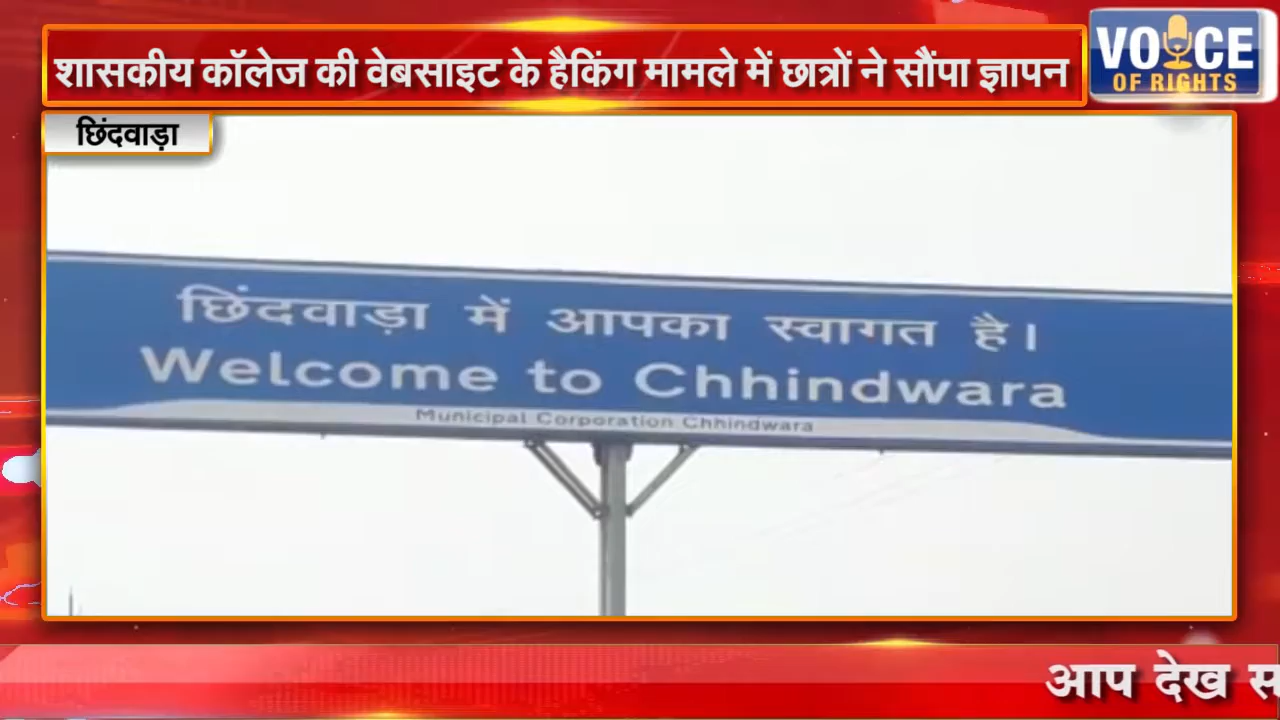 शासकीय कॉलेज की वेबसाइट के हैकिंग मामले में छात्रों ने सौंपा ज्ञापन
VOICE
OF RIGHTS
छिंदवाड़ा
छिंदवाड़ा में आपका स्वागत है।
Welcome to Chhindwara
Municipal Corporation Chhindwara
आप देख